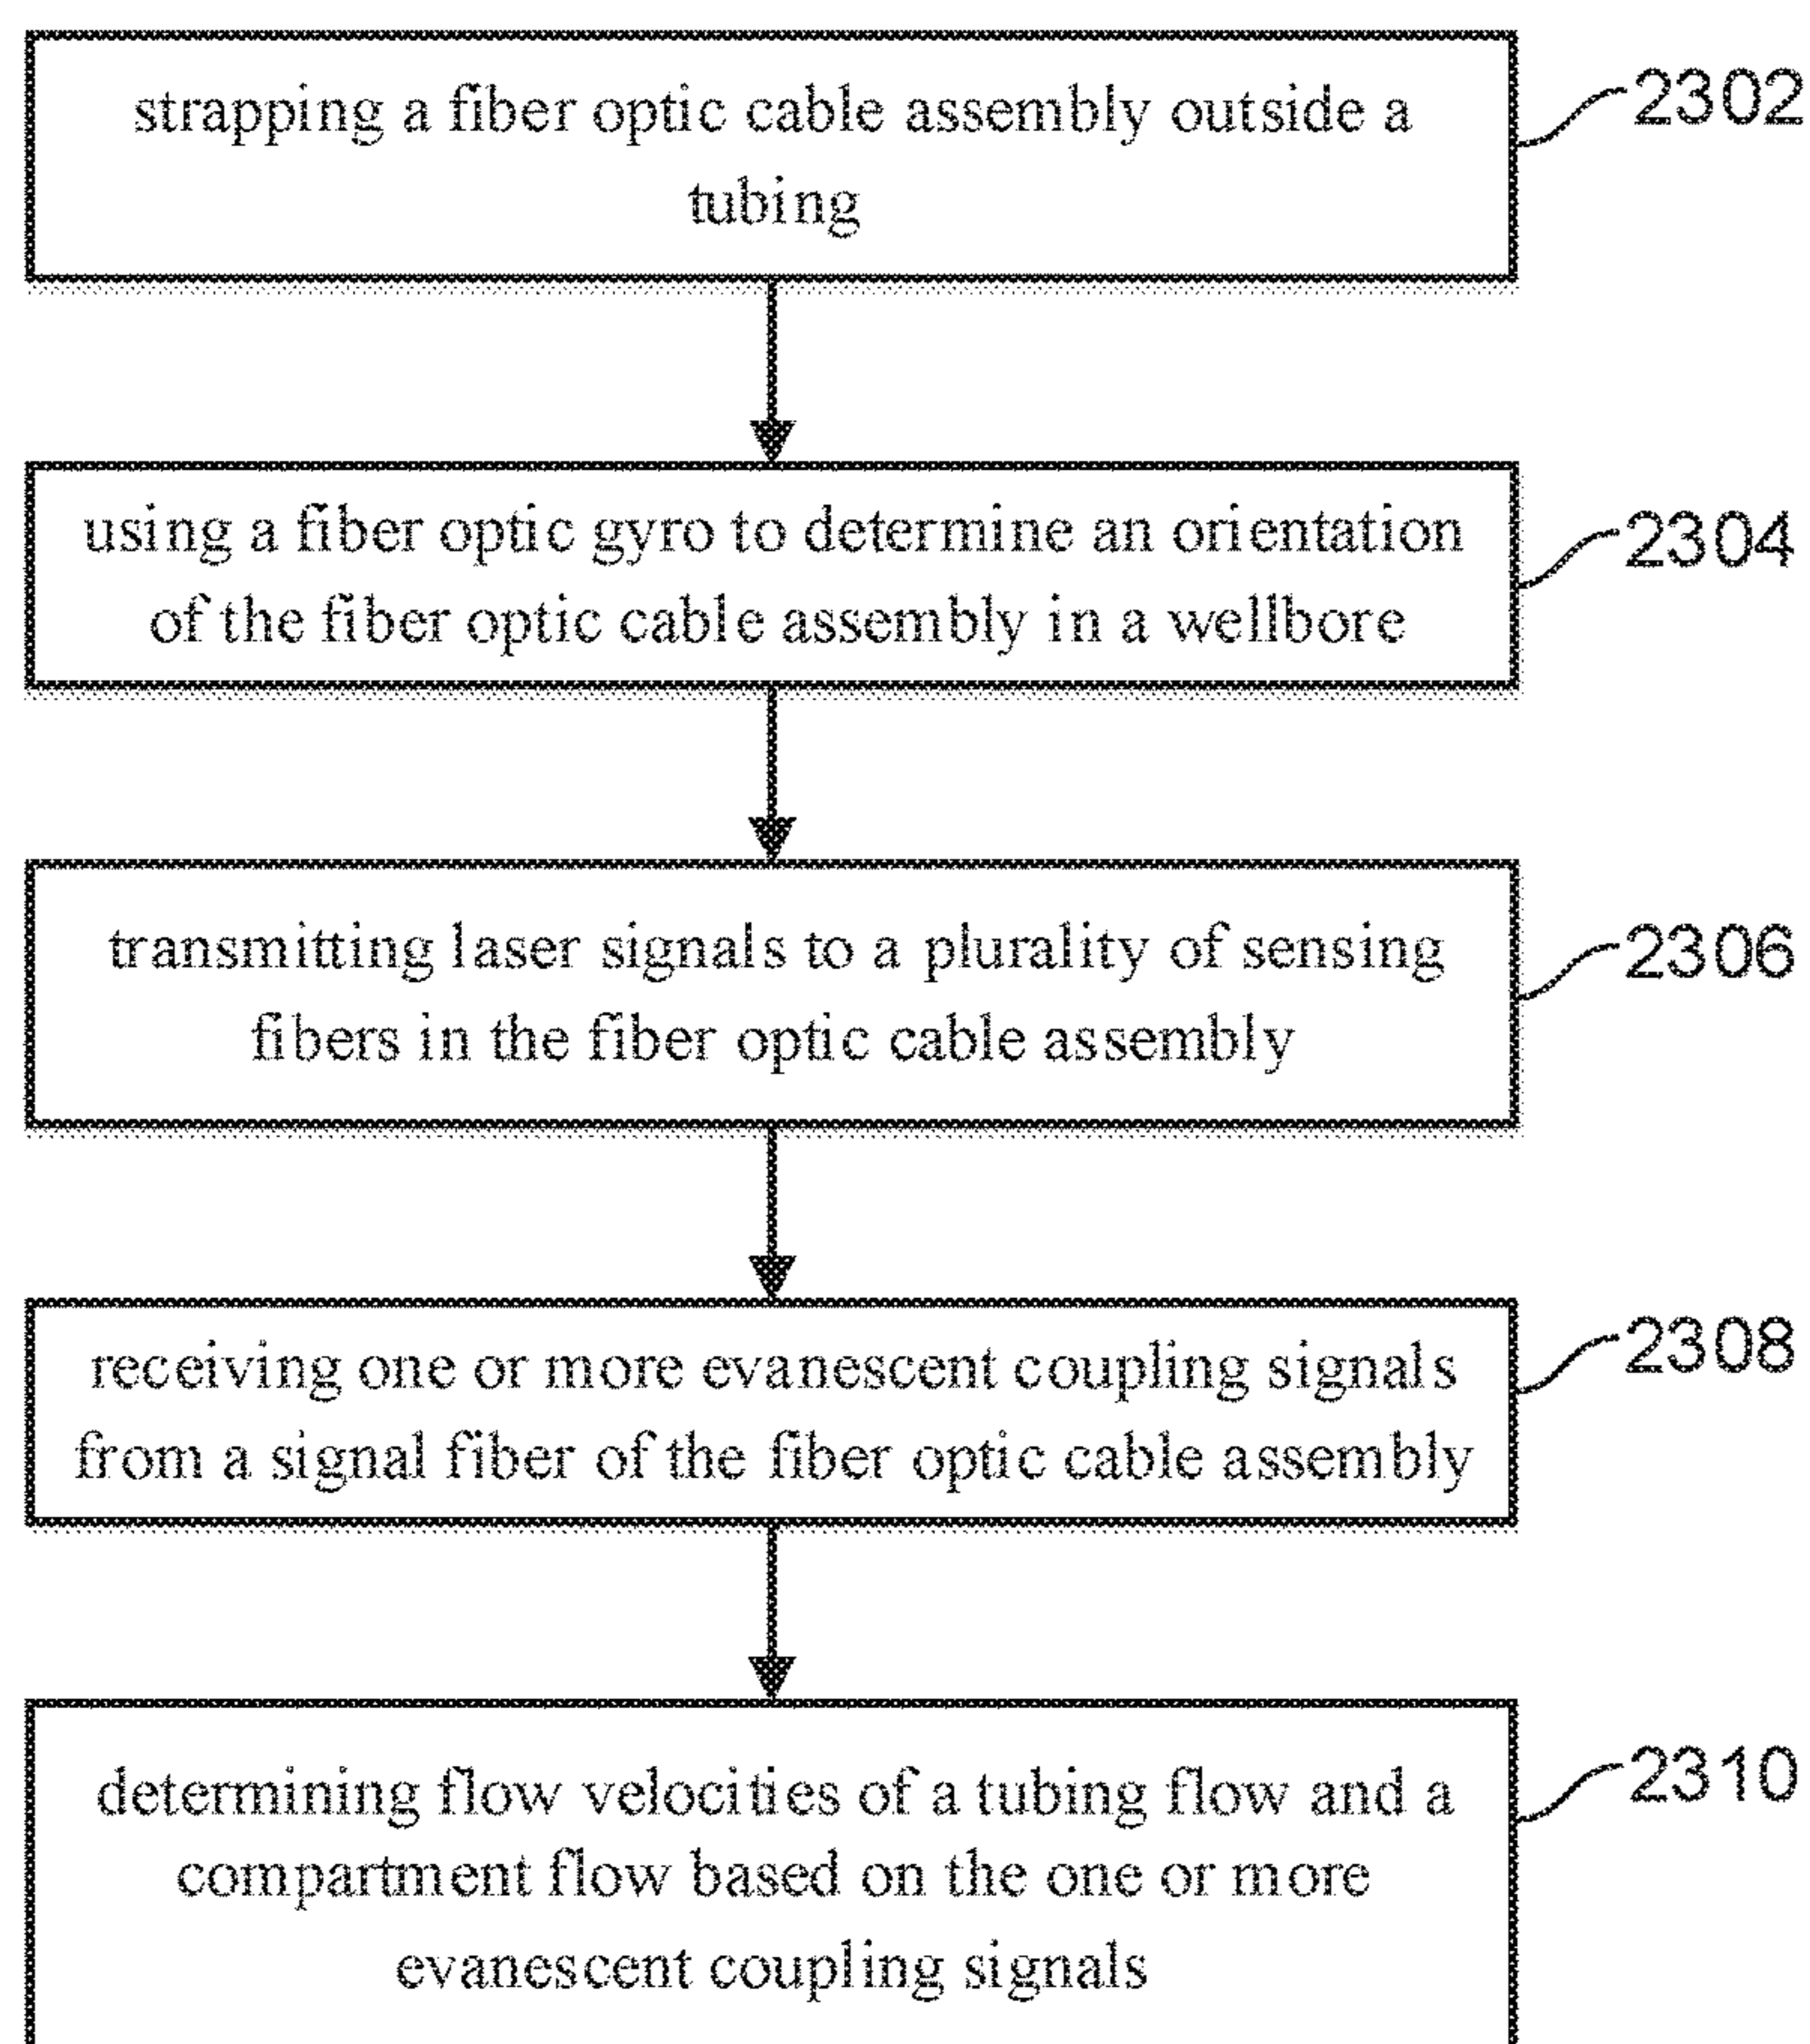 strapping a fiber optic cable assembly outside a
tubing
2302
using a fiber optic gyro to determine an orientation
of the fiber optic cable assembly in a wellbore
2304
transmitting laser signals to a plurality of sensing
fibers in the fiber optic cable assembly
2306
receiving one or more evanescent coupling signals
from a signal fiber of the fiber optic cable assembly
2308
determining flow velocities of a tubing flow and a
compartment flow based on the one or more
evanescent coupling signals
2310